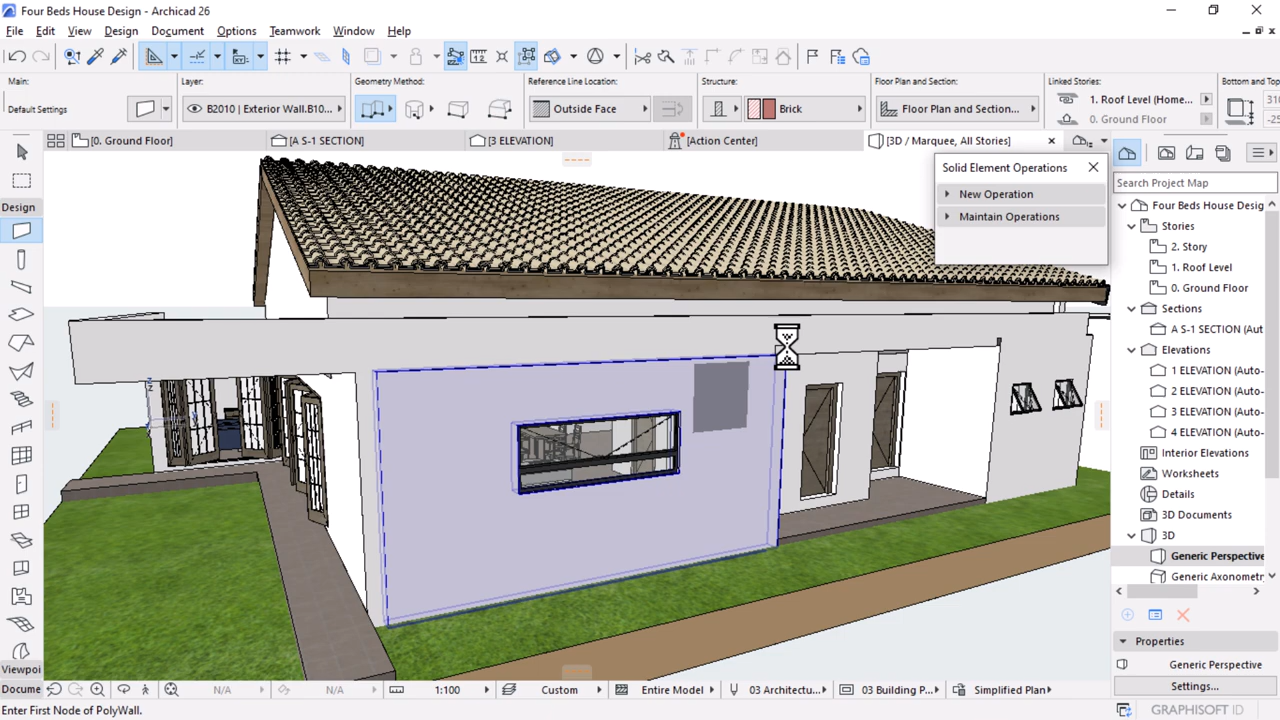 Four Beds House Design - Archicad 26
File Edit View Design Document Options Teamwork Window Help
Main: Layer: Geometry Method: Reference Line Location: Structure: Floor Plan and Section: Linked Stories: Bottom and Top
Default Settings B2010 | Exterior Wall.B10... Outside Face Brick Floor Plan and Section... 1. Roof Level (Home...
0. Ground Floor
[0. Ground Floor] [A S-1 SECTION] [3 ELEVATION] [Action Center] [3D / Marquee, All Stories]
Solid Element Operations
New Operation
Maintain Operations
Design
Viewpoi
Docume
Search Project Map
Four Beds House Design
Stories
2. Story
1. Roof Level
0. Ground Floor
Sections
A S-1 SECTION (Aut
Elevations
1 ELEVATION (Auto-
2 ELEVATION (Auto-
3 ELEVATION (Auto-
4 ELEVATION (Auto-
Interior Elevations
Worksheets
Details
3D Documents
3D
Generic Perspective
Generic Axonometr
Properties
Generic Perspective
Settings...
N/A N/A 1:100 Custom Entire Model 03 Architectu... 03 Building P... Simplified Plan
Enter First Node of PolyWall.
GRAPHISOFT ID